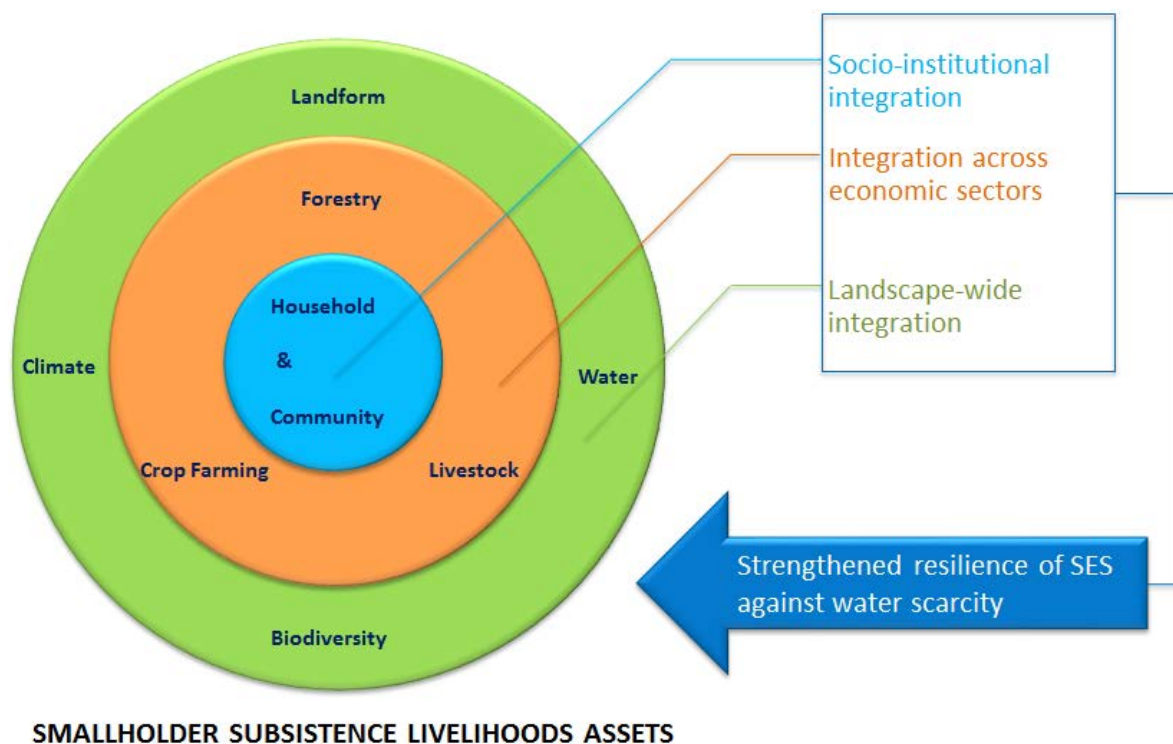 Landform
Forestry
Household
&
Community
Climate
Water
Crop Farming
Livestock
Biodiversity
Socio-institutional
integration
Integration across
economic sectors
Landscape-wide
integration
Strengthened resilience of SES
against water scarcity
SMALLHOLDER SUBSISTENCE LIVELIHOODS ASSETS